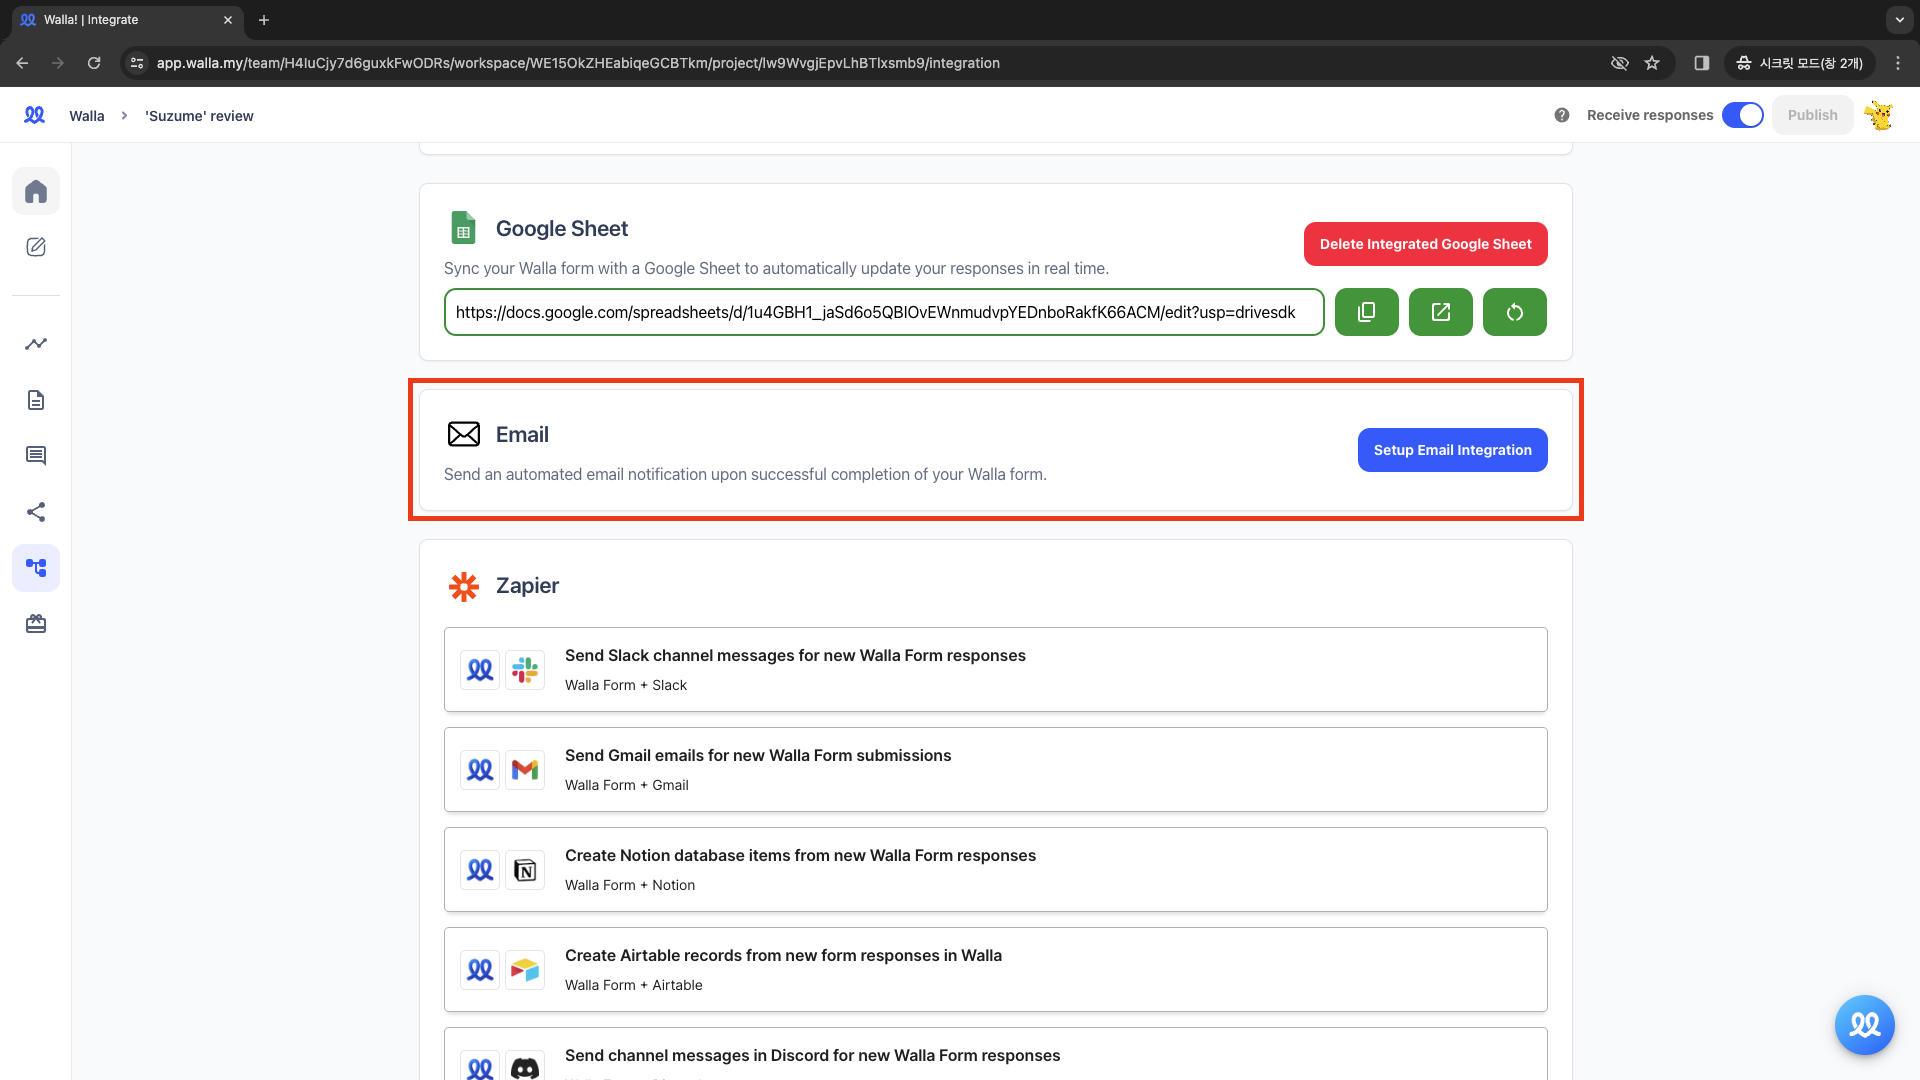 Walla! | Integrate
app.walla.my/team/H4IuCjy7d6guxkFwODRs/workspace/WE15OkZHEabiqeGCBTkm/project/Iw9WvgjEpvLhBTIxsmb9/integration
시크릿 모드(창 2개)
Walla
'Suzume' review
Receive responses
Publish
Google Sheet
Delete Integrated Google Sheet
Sync your Walla form with a Google Sheet to automatically update your responses in real time.
https://docs.google.com/spreadsheets/d/1u4GBH1_jaSd6o5QBIOvEWnmudvpYEDnboRakfK66ACM/edit?usp=drivesdk
Email
Setup Email Integration
Send an automated email notification upon successful completion of your Walla form.
Zapier
Send Slack channel messages for new Walla Form responses
Walla Form + Slack
Send Gmail emails for new Walla Form submissions
Walla Form + Gmail
Create Notion database items from new Walla Form responses
Walla Form + Notion
Create Airtable records from new form responses in Walla
Walla Form + Airtable
Send channel messages in Discord for new Walla Form responses